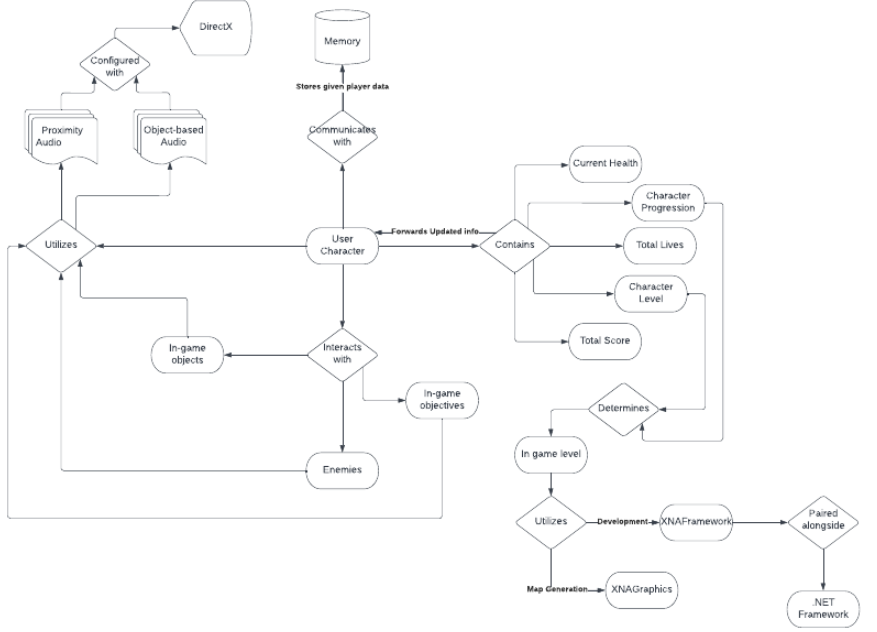 DirectX
Memory
Configured
with
Stores given player data
Proximity
Audio
Object-based
Audio
Communicates
with
Current Health
Character
Progression
Utilizes
User
Character
Forwards Updated info
Contains
Total Lives
Character
Level
In-game
objects
Interacts
with
Total Score
In-game
objectives
Determines
Enemies
In game level
Utilizes
Development
XNAFramework
Paired
alongside
Map Generation
XNAGraphics
.NET
Framework